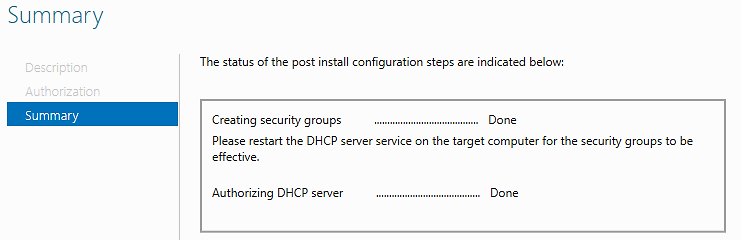 Summary
Description
Authorization
Summary
The status of the post install configuration steps are indicated below:
Creating security groups ........................................ Done
Please restart the DHCP server service on the target computer for the security groups to be
effective.
Authorizing DHCP server ........................................ Done